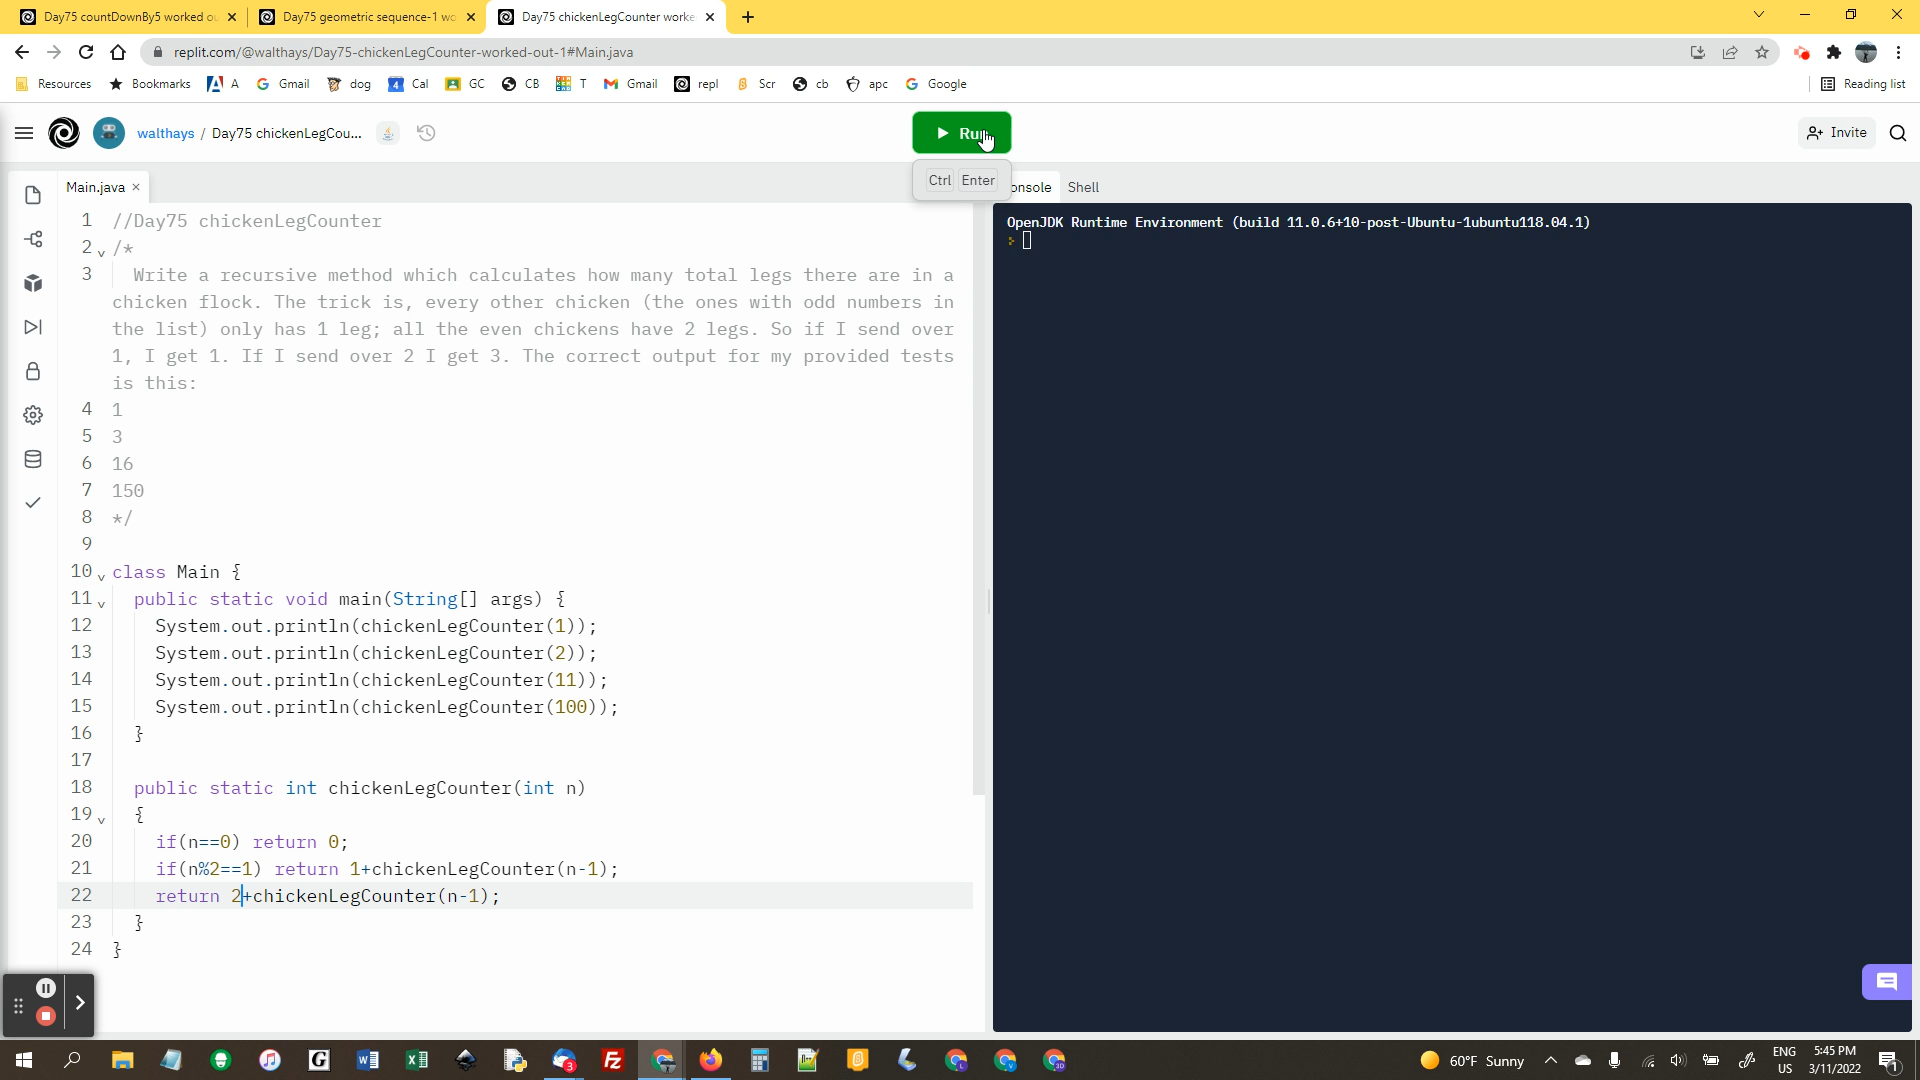 Day75 countDownBy5 worked ou
Day75 geometric sequence-1 wo
Day75 chickenLegCounter worke
replit.com/@walthays/Day75-chickenLegCounter-worked-out-1#Main.java
Resources Bookmarks A Gmail dog Cal GC CB T Gmail repl Scr cb apc Google Reading list
walthays / Day75 chickenLegCou... Run Invite
Ctrl Enter
Main.java onsole Shell
OpenJDK Runtime Environment (build 11.0.6+10-post-Ubuntu-1ubuntu118.04.1)
1 //Day75 chickenLegCounter
2 /*
3 Write a recursive method which calculates how many total legs there are in a
chicken flock. The trick is, every other chicken (the ones with odd numbers in
the list) only has 1 leg; all the even chickens have 2 legs. So if I send over
1, I get 1. If I send over 2 I get 3. The correct output for my provided tests
is this:
4 1
5 3
6 16
7 150
8 */
9
10 class Main {
11 public static void main(String[] args) {
12 System.out.println(chickenLegCounter(1));
13 System.out.println(chickenLegCounter(2));
14 System.out.println(chickenLegCounter(11));
15 System.out.println(chickenLegCounter(100));
16 }
17
18 public static int chickenLegCounter(int n)
19 {
20 if(n==0) return 0;
21 if(n%2==1) return 1+chickenLegCounter(n-1);
22 return 2+chickenLegCounter(n-1);
23 }
24 }
60°F Sunny
ENG
US
5:45 PM
3/11/2022